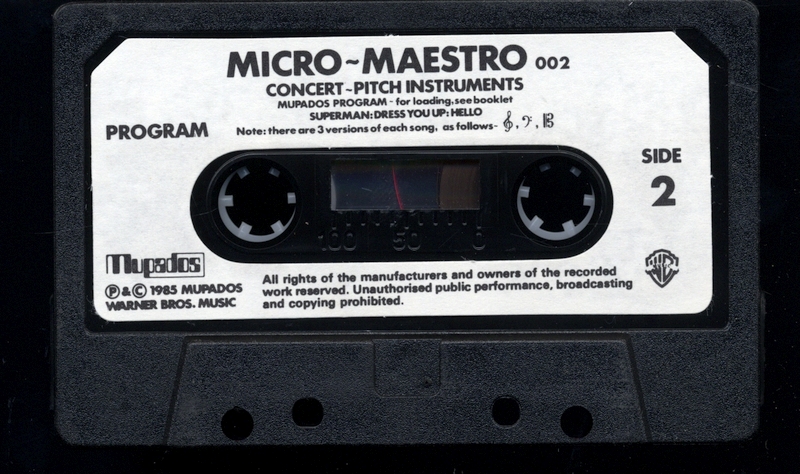 MICRO~MAESTRO 002
CONCERT~PITCH INSTRUMENTS
MUPADOS PROGRAM - for loading, see booklet
SUPERMAN: DRESS YOU UP: HELLO
Note: there are 3 versions of each song, as follows-
PROGRAM
SIDE
2
100 50 0
Mupados
Ⓟ & © 1985 MUPADOS
WARNER BROS. MUSIC
All rights of the manufacturers and owners of the recorded
work reserved. Unauthorised public performance, broadcasting
and copying prohibited.